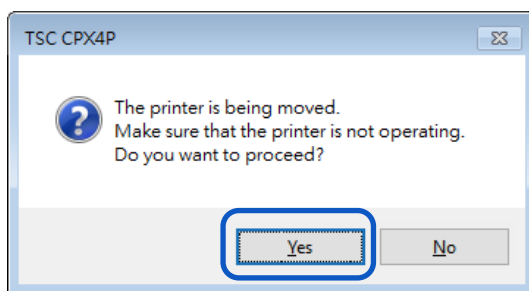 TSC CPX4P
The printer is being moved.
Make sure that the printer is not operating.
Do you want to proceed?
Yes
No